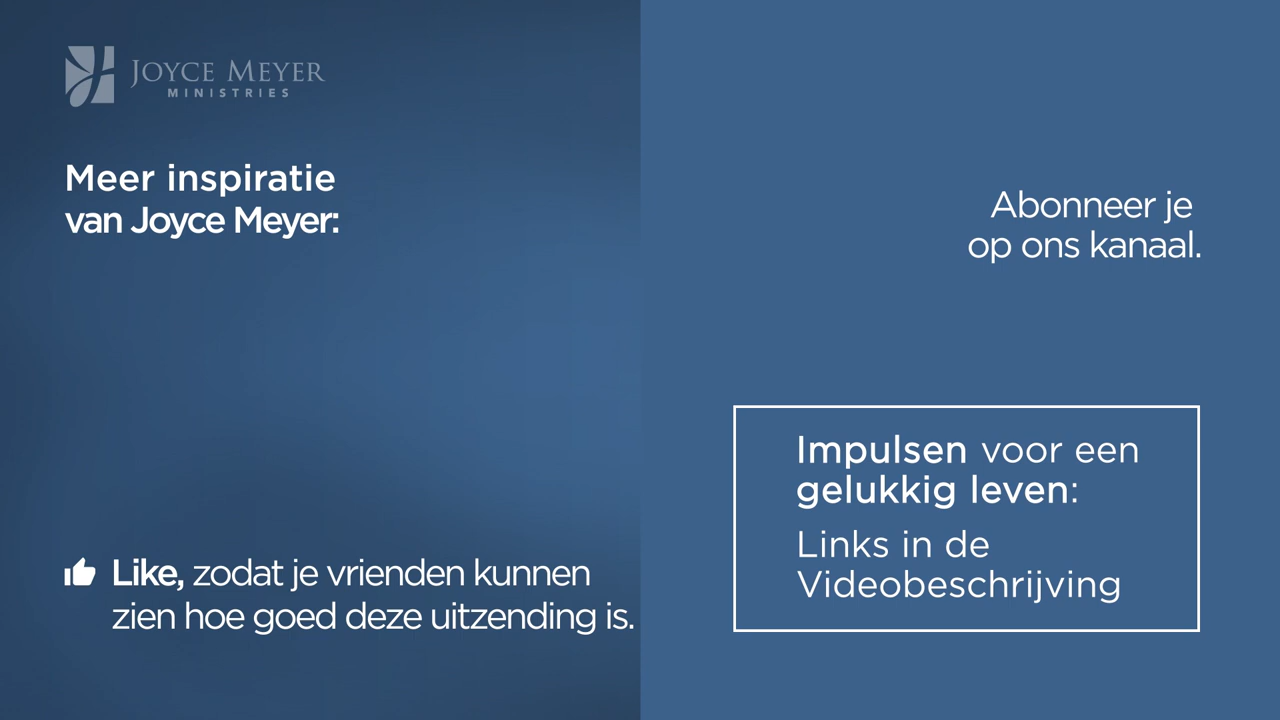 JOYCE MEYER
MINISTRIES
Meer inspiratie
van Joyce Meyer:
Abonneer je
op ons kanaal.
Impulsen voor een
gelukkig leven:
Links in de
Videobeschrijving
Like, zodat je vrienden kunnen
zien hoe goed deze uitzending is.